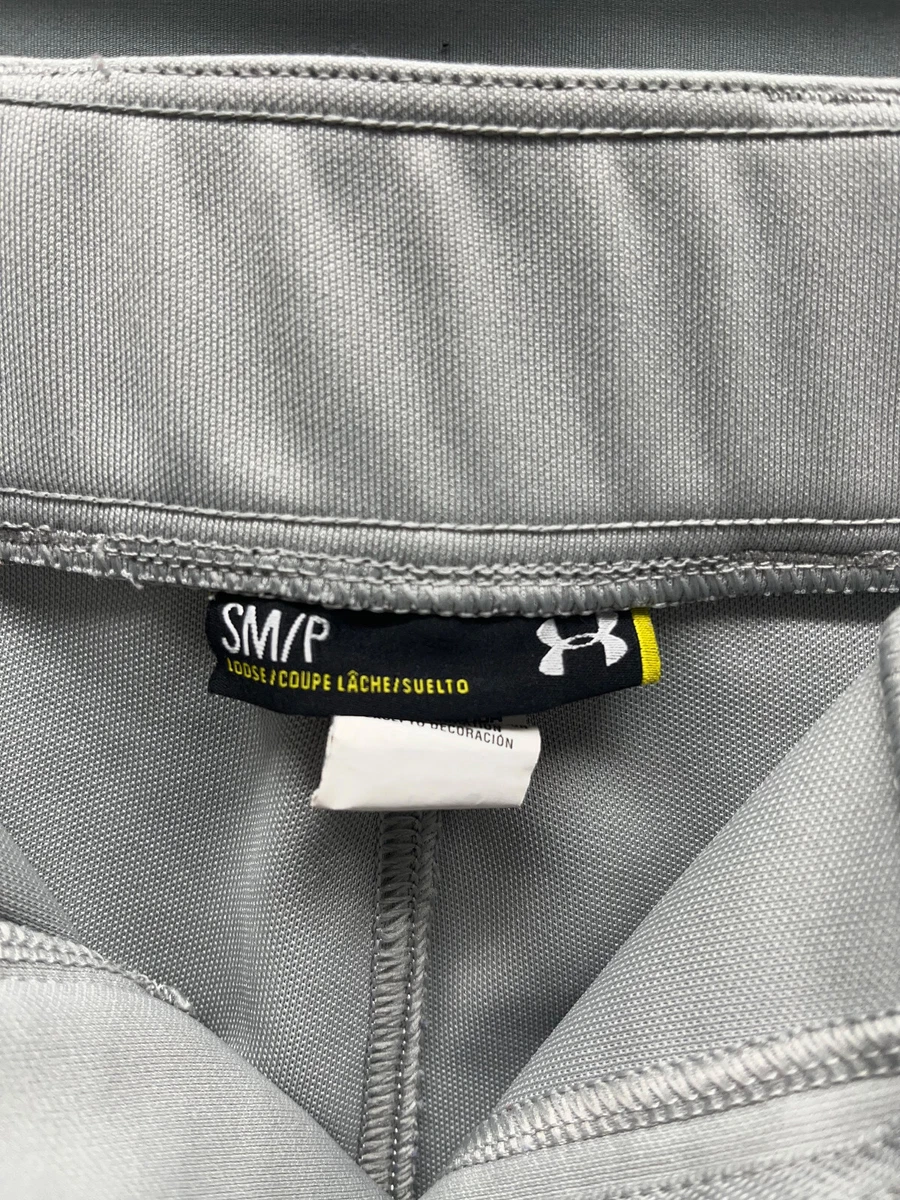 SM/P
LOOSE/COUPE LÂCHE/SUELTO
DECORACIÓN